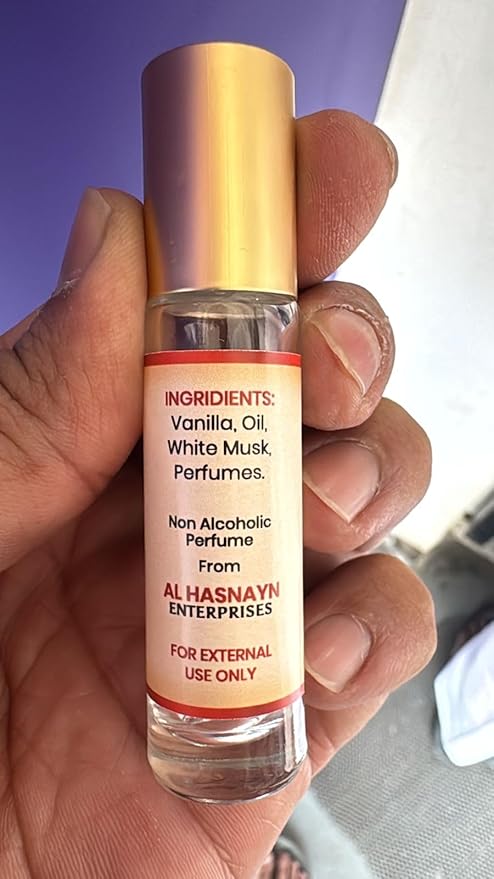 INGRIDIENTS:
Vanilla, Oil,
White Musk,
Perfumes.
Non Alcoholic
Perfume
From
AL HASNAYN
ENTERPRISES
FOR EXTERNAL
USE ONLY